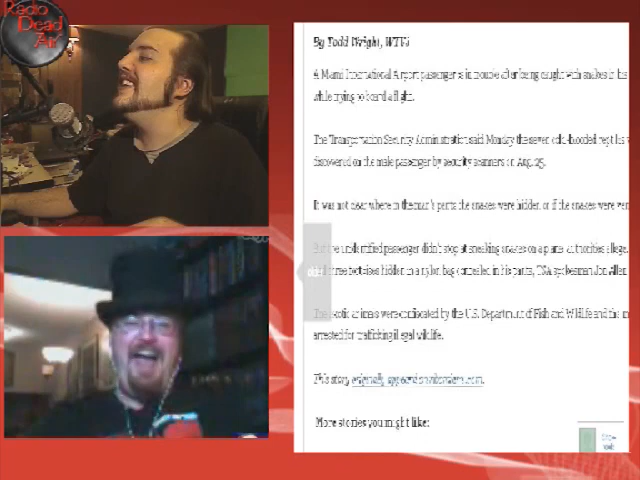 Radio
Dead
Air
By Todd Wright, WTVJ
A Miami International Airport passenger is in trouble after being caught with snakes in his
while trying to board a flight.
The Transportation Security Administration said Monday the seven cold-blooded reptiles
discovered on the male passenger by security scanners on Aug. 25.
It was not clear where in the man's pants the snakes were hidden or if the snakes were ven
unidentified passenger didn't stop at sneaking snakes on a plane, authorities allege.
three tortoises hidden in a nylon bag concealed in his pants, TSA spokesman Jon Allen
The exotic animals were confiscated by the U.S. Department of Fish and Wildlife and the m
arrested for trafficking illegal wildlife.
This story originally appeared on
More stories you might like: